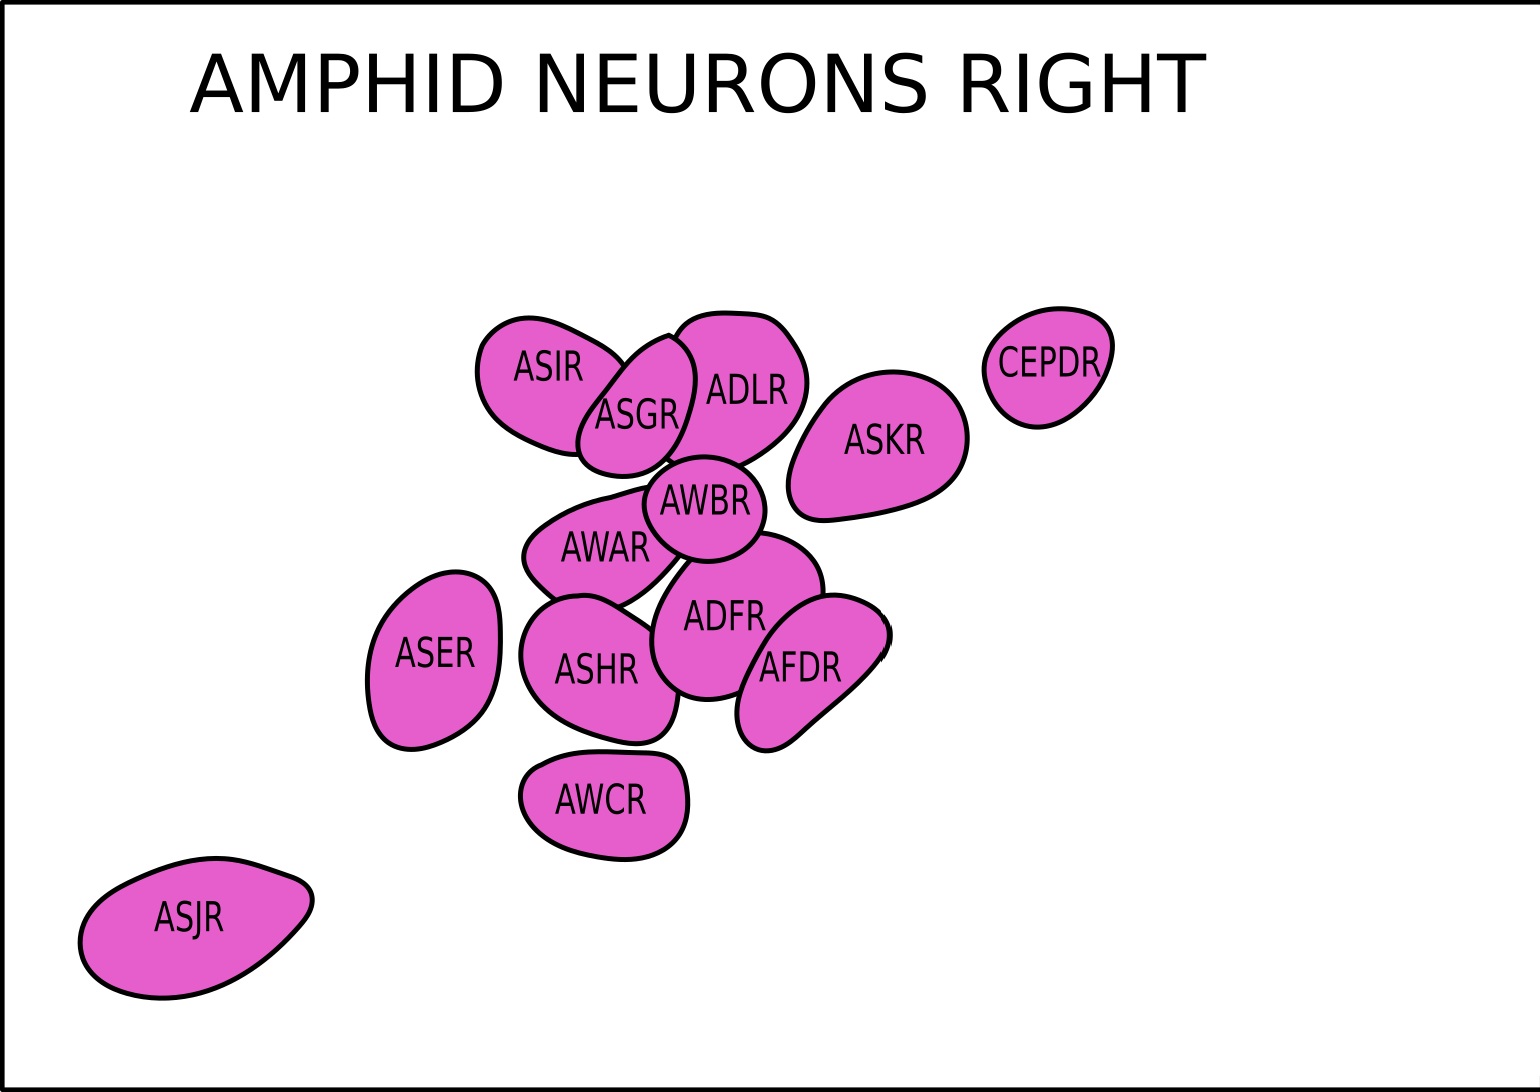 AMPHID NEURONS RIGHT
ASIR
ASGR
ADLR
ASKR
CEPDR
AWBR
AWAR
ADFR
ASER
ASHR
AFDR
AWCR
ASJR